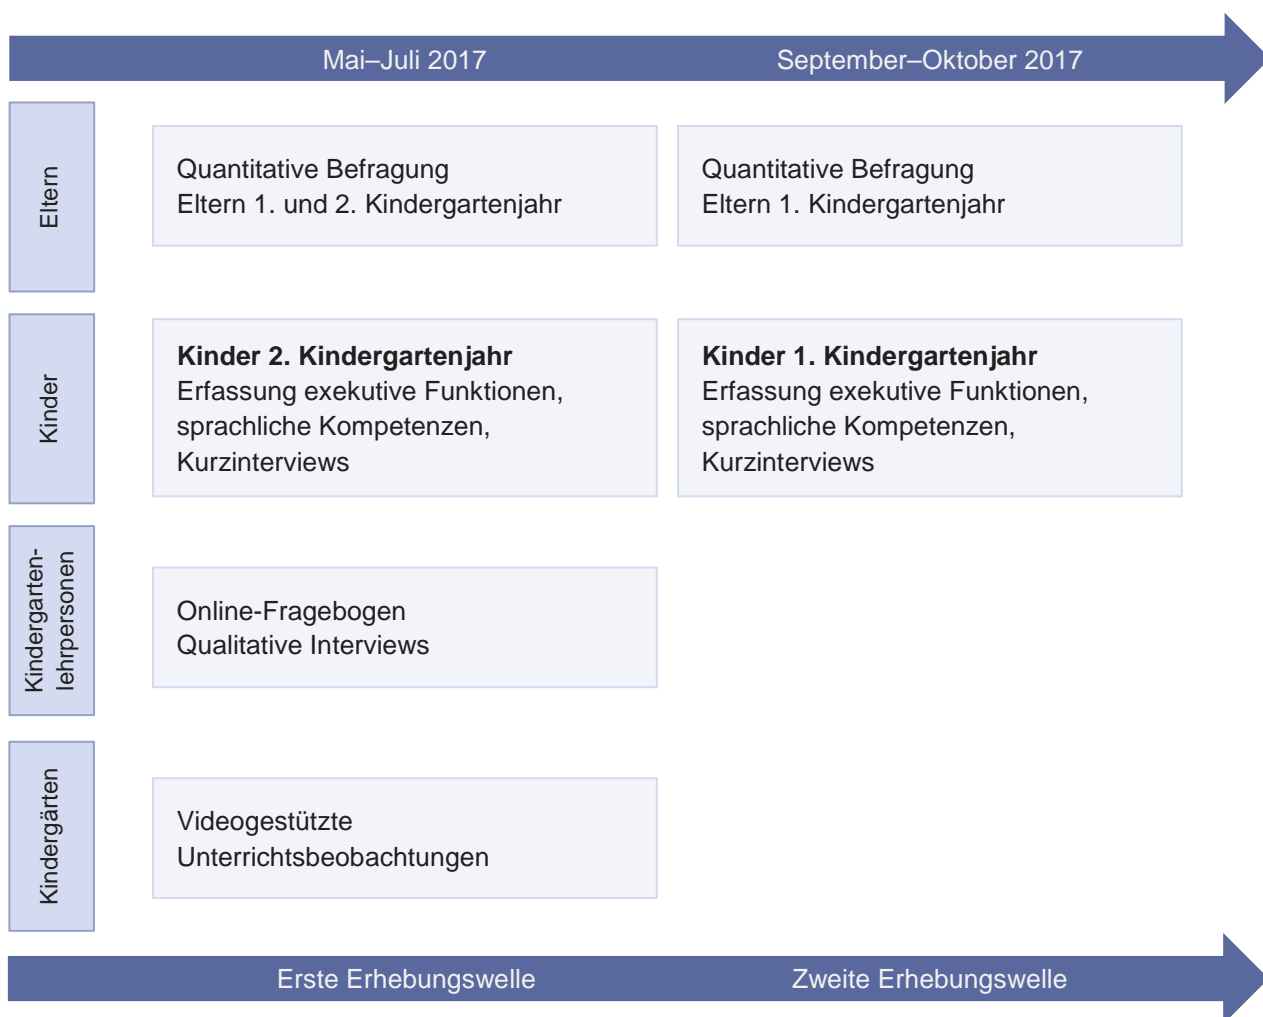 Mai–Juli 2017
September–Oktober 2017
Eltern
Quantitative Befragung
Eltern 1. und 2. Kindergartenjahr
Quantitative Befragung
Eltern 1. Kindergartenjahr
Kinder
Kinder 2. Kindergartenjahr
Erfassung exekutive Funktionen,
sprachliche Kompetenzen,
Kurzinterviews
Kinder 1. Kindergartenjahr
Erfassung exekutive Funktionen,
sprachliche Kompetenzen,
Kurzinterviews
Kindergarten-
lehrpersonen
Online-Fragebogen
Qualitative Interviews
Kindergärten
Videogestützte
Unterrichtsbeobachtungen
Erste Erhebungswelle
Zweite Erhebungswelle